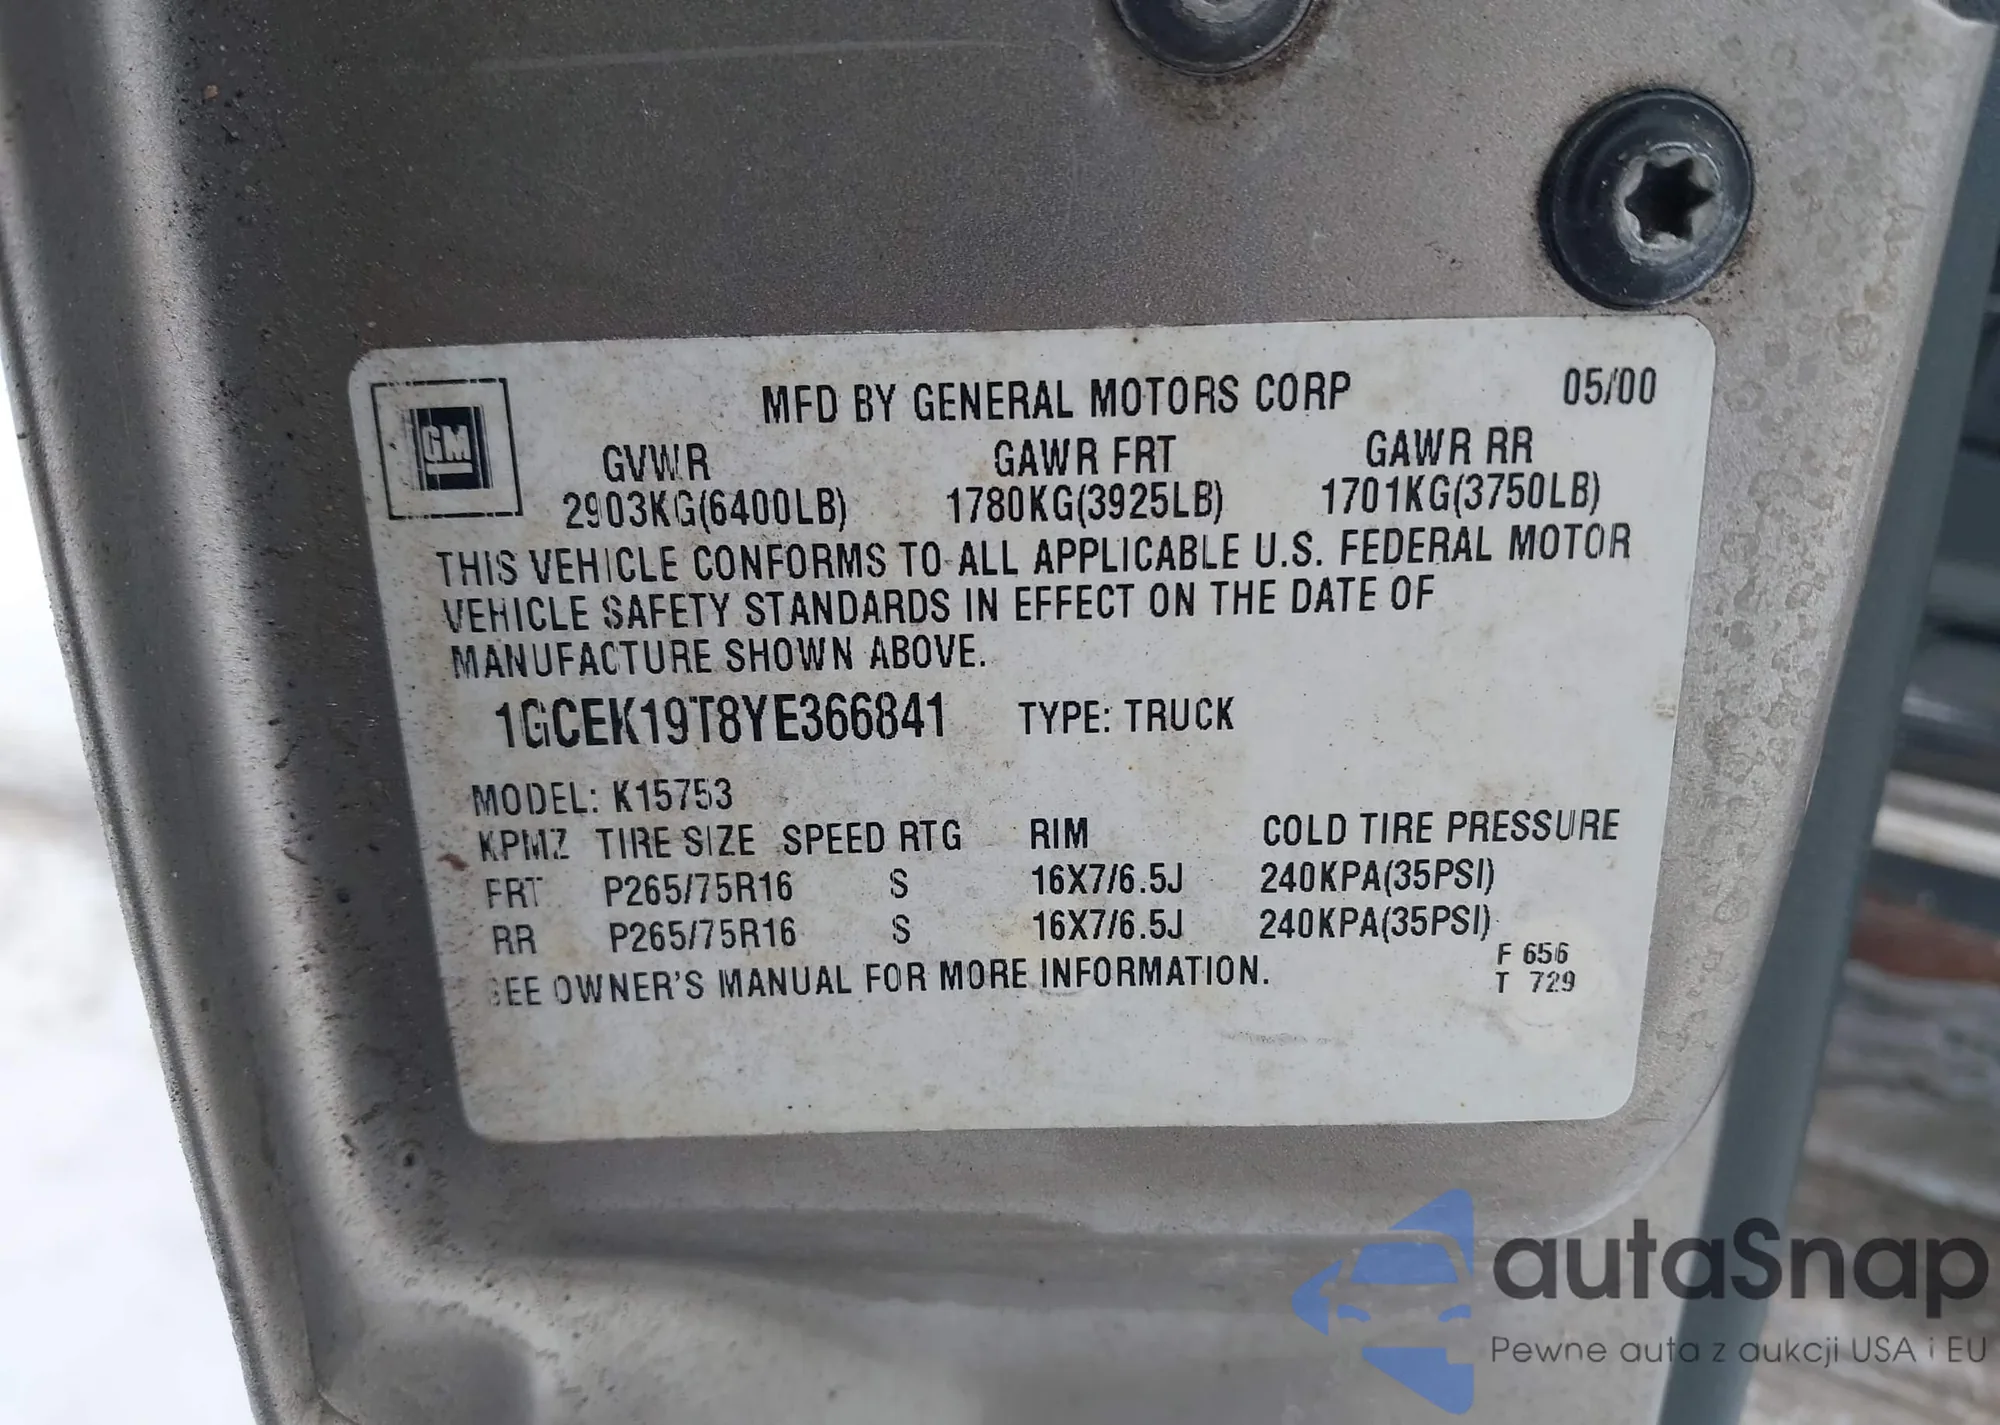 MFD BY GENERAL MOTORS CORP 05/00
GM
GVWR GAWR FRT GAWR RR
2903KG(6400LB) 1780KG(3925LB) 1701KG(3750LB)
THIS VEHICLE CONFORMS TO ALL APPLICABLE U.S. FEDERAL MOTOR
VEHICLE SAFETY STANDARDS IN EFFECT ON THE DATE OF
MANUFACTURE SHOWN ABOVE.
1GCEK19T8YE366841 TYPE: TRUCK
MODEL: K15753
KPMZ TIRE SIZE SPEED RTG RIM COLD TIRE PRESSURE
FRT P265/75R16 S 16X7/6.5J 240KPA(35PSI)
RR P265/75R16 S 16X7/6.5J 240KPA(35PSI)
SEE OWNER'S MANUAL FOR MORE INFORMATION.
F 656
T 729
autaSnap
Pewne auta z aukcji USA i EU